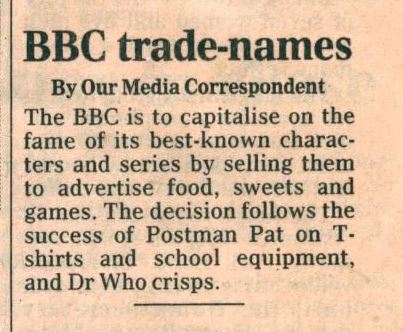 BBC trade-names
By Our Media Correspondent
The BBC is to capitalise on the
fame of its best-known charac-
ters and series by selling them
to advertise food, sweets and
games. The decision follows the
success of Postman Pat on T-
shirts and school equipment,
and Dr Who crisps.